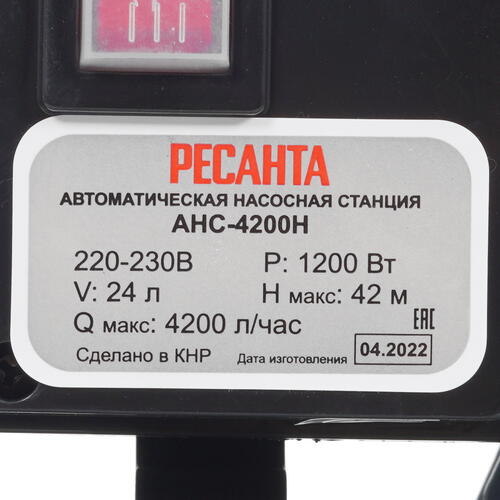 РЕСАНТА
АВТОМАТИЧЕСКАЯ НАСОСНАЯ СТАНЦИЯ
АНС-4200Н
220-230В P: 1200 Вт
V: 24 л H макс: 42 м
Q макс: 4200 л/час EAC
Сделано в КНР Дата изготовления 04.2022